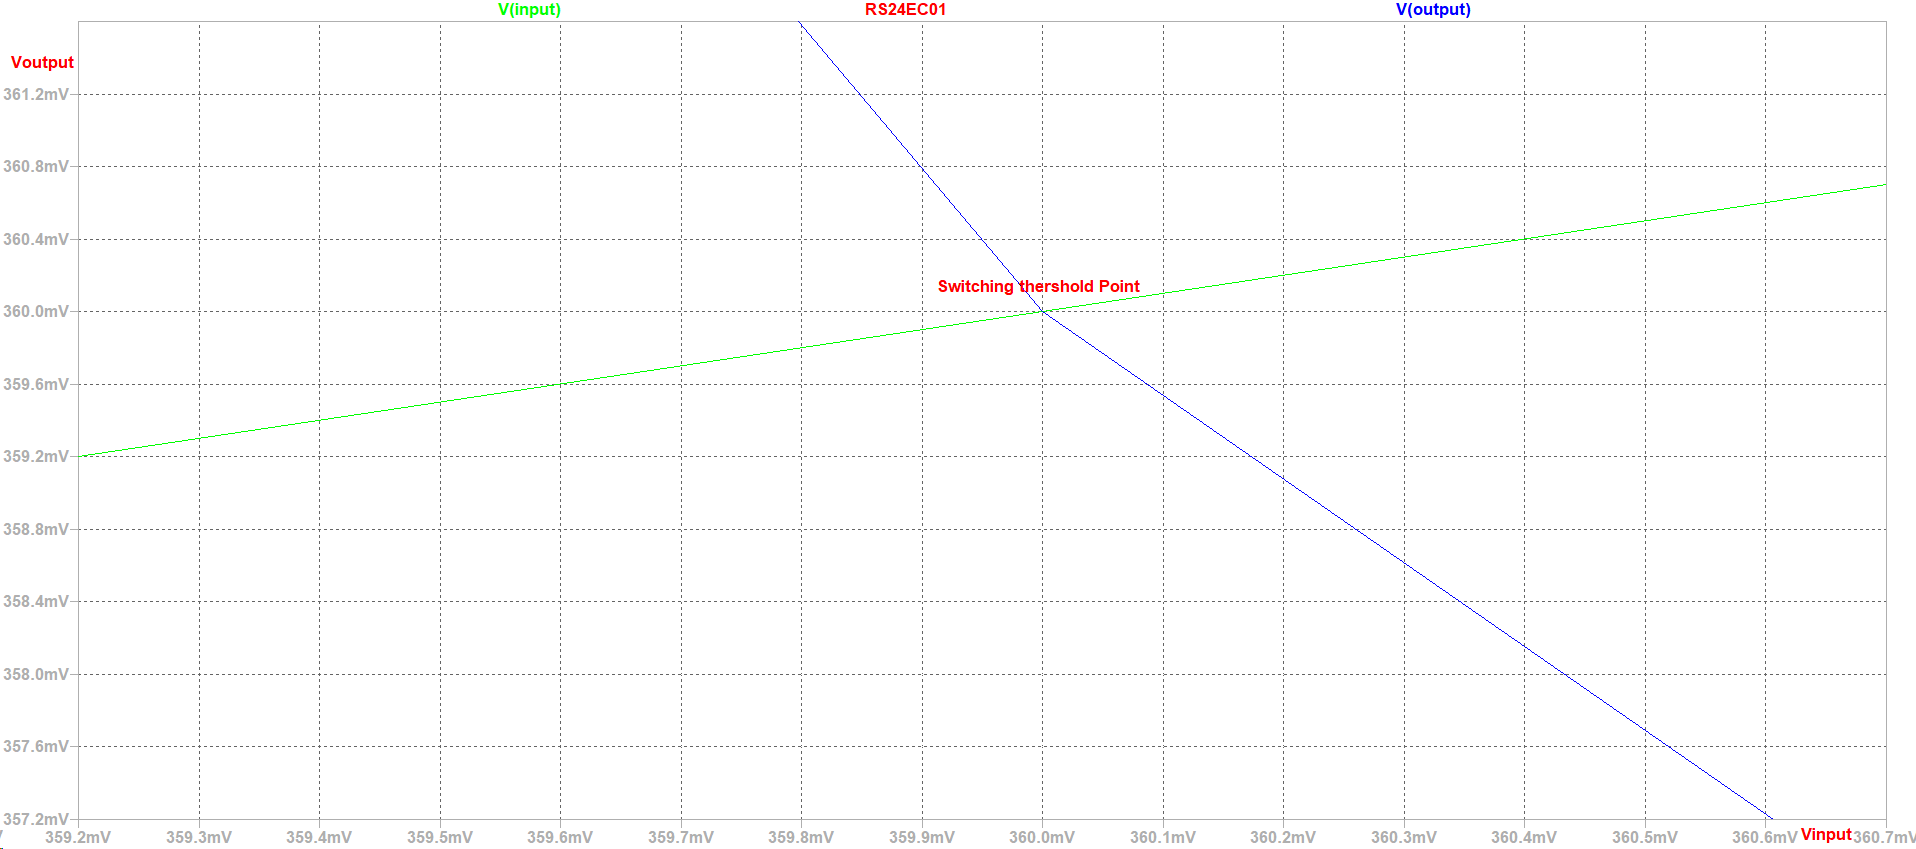 V(input) RS24EC01 V(output)
Voutput
361.2mV
360.8mV
360.4mV
Switching thershold Point
360.0mV
359.6mV
359.2mV
358.8mV
358.4mV
358.0mV
357.6mV
357.2mV
359.2mV 359.3mV 359.4mV 359.5mV 359.6mV 359.7mV 359.8mV 359.9mV 360.0mV 360.1mV 360.2mV 360.3mV 360.4mV 360.5mV 360.6mV Vinput 360.7mV